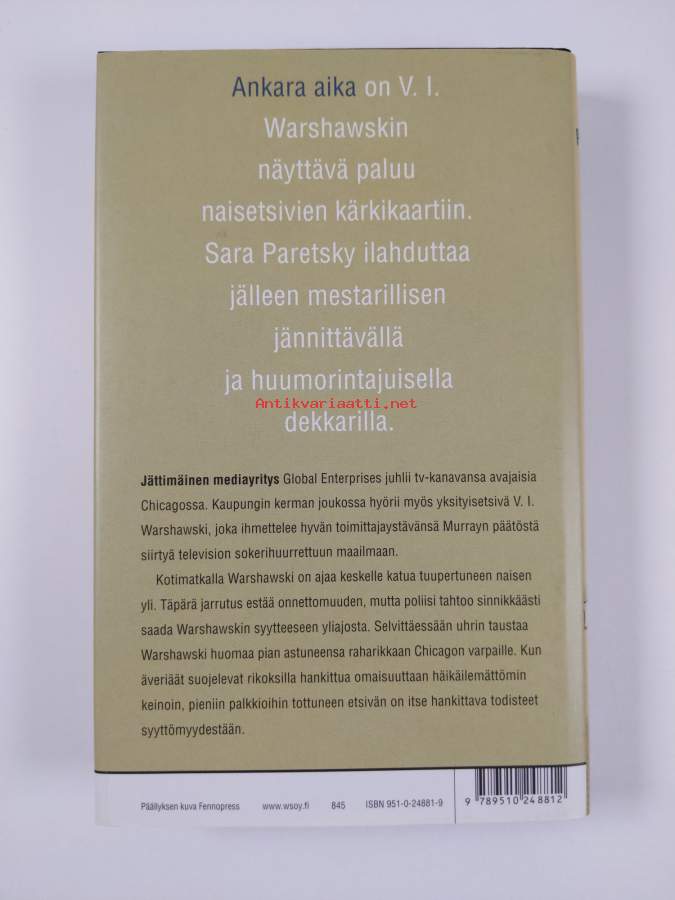 Ankara aika on V. I.
Warshawskin
näyttävä paluu
naisetsivien kärkikaartiin.
Sara Paretsky ilahduttaa
jälleen mestarillisen
jännittävällä
ja huumorintajuisella
Antikvariaatti.net
dekkarilla.
Jättimäinen mediayritys Global Enterprises juhlii tv-kanavansa avajaisia
Chicagossa. Kaupungin kerman joukossa hyörii myös yksityisetsivä V. I.
Warshawski, joka ihmettelee hyvän toimittajaystävänsä Murrayn päätöstä
siirtyä television sokerihuurrettuun maailmaan.
Kotimatkalla Warshawski on ajaa keskelle katua tuupertuneen naisen
yli. Täpärä jarrutus estää onnettomuuden, mutta poliisi tahtoo sinnikkäästi
saada Warshawskin syytteeseen yliajosta. Selvittäessään uhrin taustaa
Warshawski huomaa pian astuneensa raharikkaan Chicagon varpaille. Kun
äveriäät suojelevat rikoksilla hankittua omaisuuttaan häikäilemättömin
keinoin, pieniin palkkioihin tottuneen etsivän on itse hankittava todisteet
syyttömyydestään.
Päällyksen kuva Fennopress www.wsoy.fi 845 ISBN 951-0-24881-9
9 789510 248812